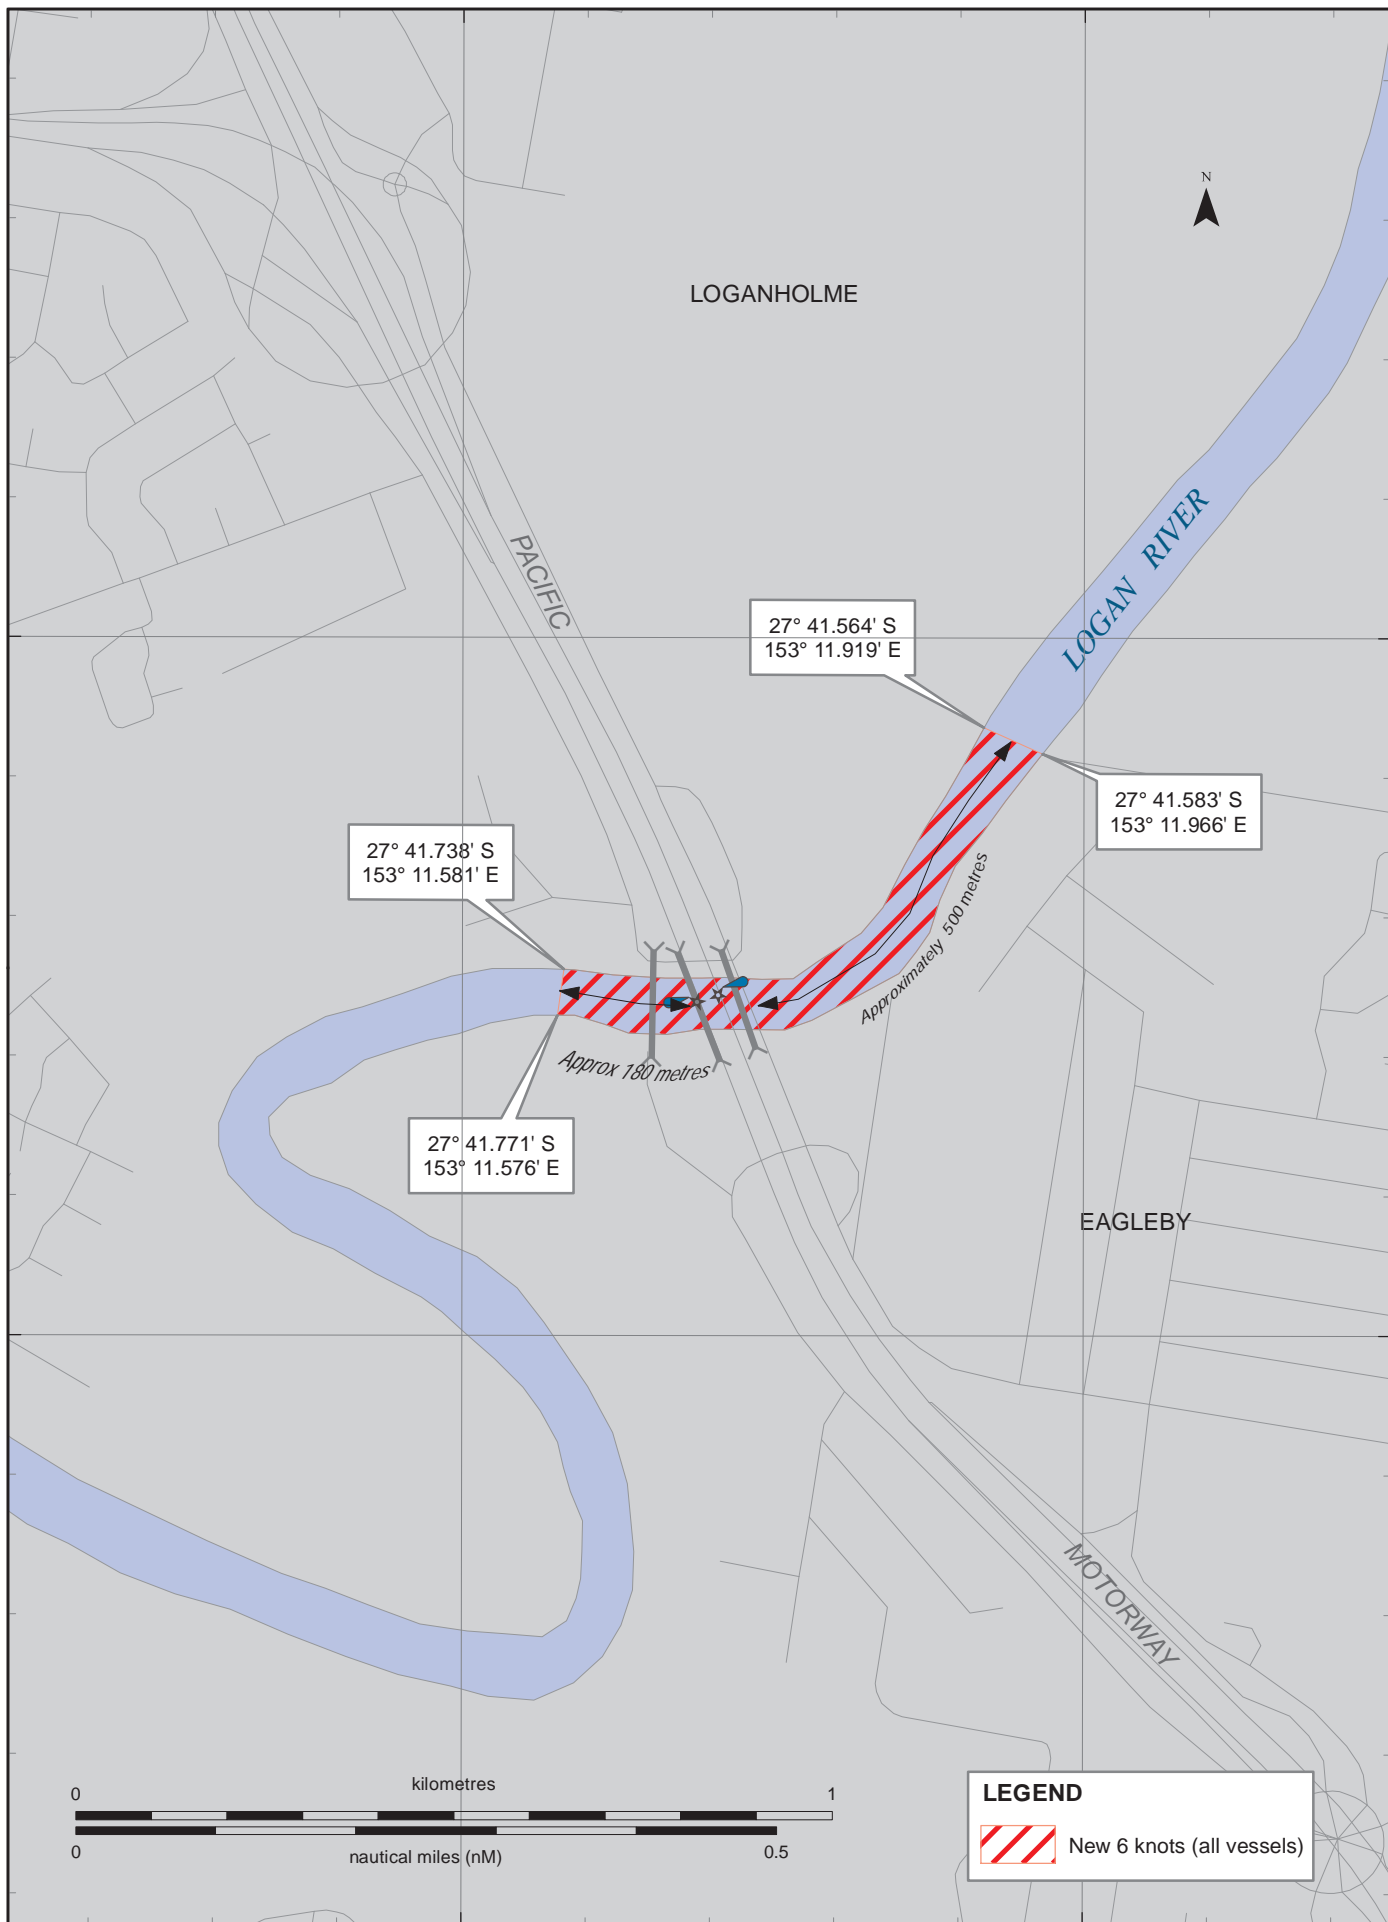 N
LOGANHOLME
LOGAN RIVER
PACIFIC
27° 41.564' S
153° 11.919' E
27° 41.583' S
153° 11.966' E
27° 41.738' S
153° 11.581' E
Approximately 500 metres
Approx 180 metres
27° 41.771' S
153° 11.576' E
EAGLEBY
MOTORWAY
kilometres
0 1
0 0.5
nautical miles (nM)
LEGEND
New 6 knots (all vessels)